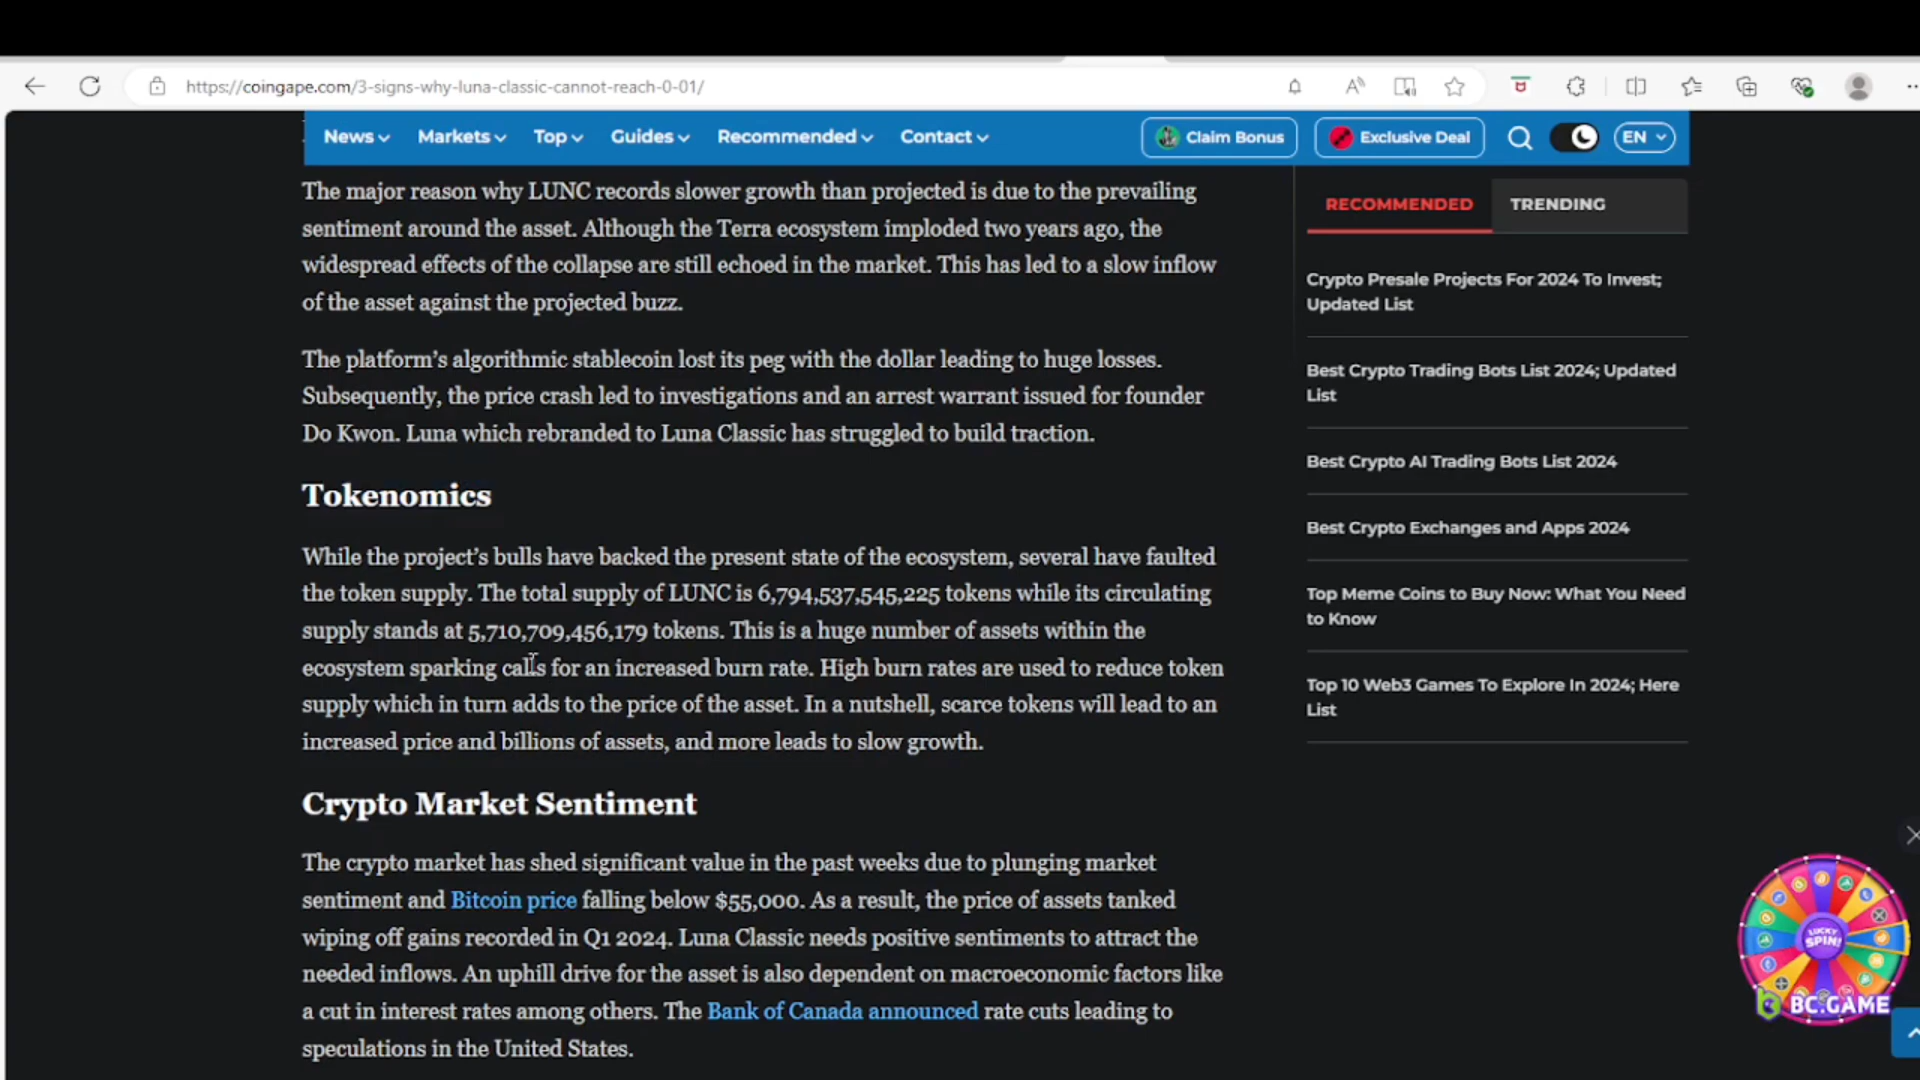 https://coingape.com/3-signs-why-luna-classic-cannot-reach-0-01/
News Markets Top Guides Recommended Contact Claim Bonus Exclusive Deal EN
The major reason why LUNC records slower growth than projected is due to the prevailing
sentiment around the asset. Although the Terra ecosystem imploded two years ago, the
widespread effects of the collapse are still echoed in the market. This has led to a slow inflow
of the asset against the projected buzz.
The platform's algorithmic stablecoin lost its peg with the dollar leading to huge losses.
Subsequently, the price crash led to investigations and an arrest warrant issued for founder
Do Kwon. Luna which rebranded to Luna Classic has struggled to build traction.
Tokenomics
While the project's bulls have backed the present state of the ecosystem, several have faulted
the token supply. The total supply of LUNC is 6,794,537,545,225 tokens while its circulating
supply stands at 5,710,709,456,179 tokens. This is a huge number of assets within the
ecosystem sparking calls for an increased burn rate. High burn rates are used to reduce token
supply which in turn adds to the price of the asset. In a nutshell, scarce tokens will lead to an
increased price and billions of assets, and more leads to slow growth.
Crypto Market Sentiment
The crypto market has shed significant value in the past weeks due to plunging market
sentiment and Bitcoin price falling below $55,000. As a result, the price of assets tanked
wiping off gains recorded in Q1 2024. Luna Classic needs positive sentiments to attract the
needed inflows. An uphill drive for the asset is also dependent on macroeconomic factors like
a cut in interest rates among others. The Bank of Canada announced rate cuts leading to
speculations in the United States.
RECOMMENDED TRENDING
Crypto Presale Projects For 2024 To Invest;
Updated List
Best Crypto Trading Bots List 2024; Updated
List
Best Crypto AI Trading Bots List 2024
Best Crypto Exchanges and Apps 2024
Top Meme Coins to Buy Now: What You Need
to Know
Top 10 Web3 Games To Explore In 2024; Here
List
LUCKY
SPIN!
BC.GAME